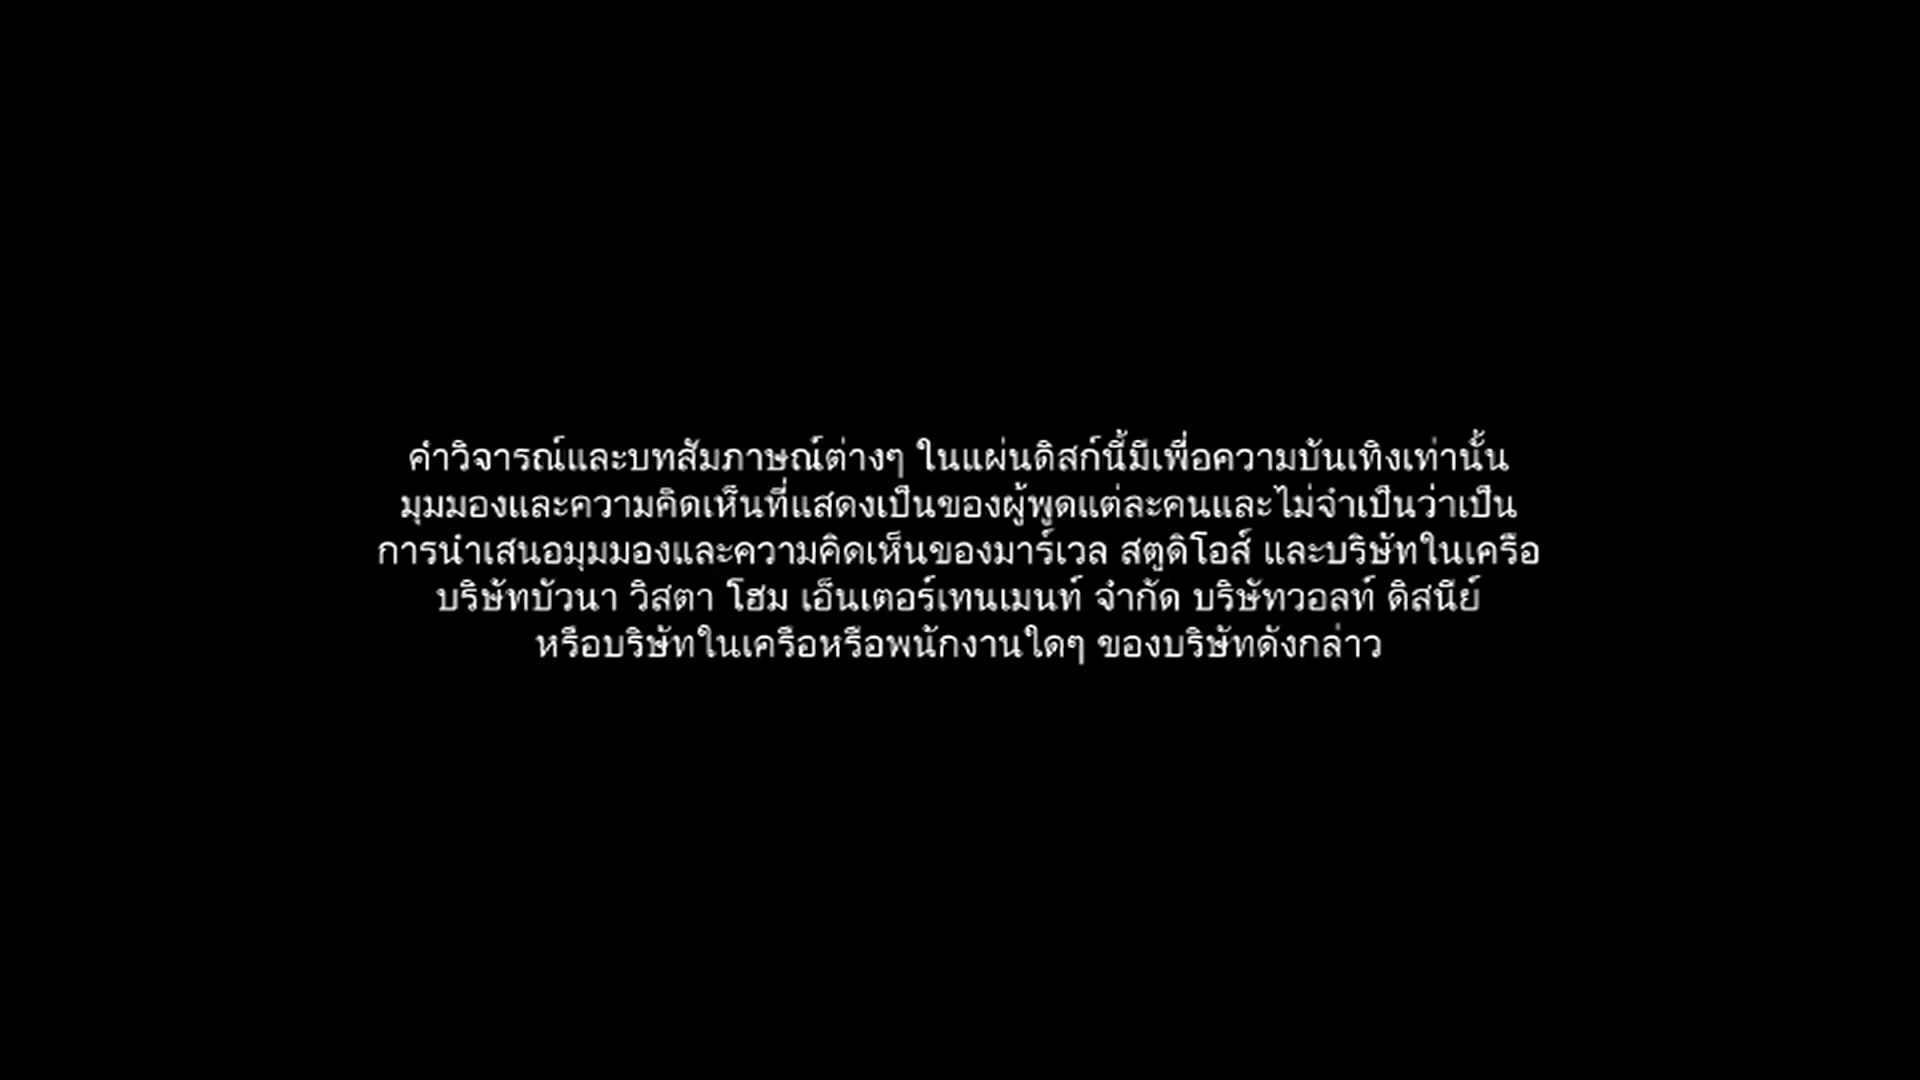 คำวิจารณ์และบทสัมภาษณ์ต่างๆ ในแผ่นดิสก์นี้มีเพื่อความบันเทิงเท่านั้น
มุมมองและความคิดเห็นที่แสดงเป็นของผู้พูดแต่ละคนและไม่จำเป็นว่าเป็น
การนำเสนอมุมมองและความคิดเห็นของมาร์เวล สตูดิโอส์ และบริษัทในเครือ
บริษัทบัวนา วิสตา โฮม เอ็นเตอร์เทนเมนท์ จำกัด บริษัทวอลท์ ดิสนีย์
หรือบริษัทในเครือหรือพนักงานใดๆ ของบริษัทดังกล่าว